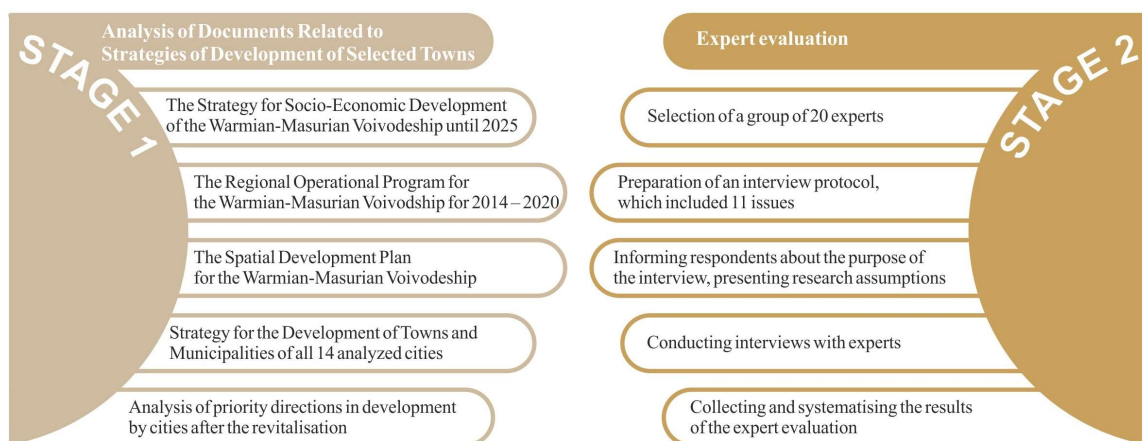 STAGE 1
Analysis of Documents Related to
Strategies of Development of Selected Towns
The Strategy for Socio-Economic Development
of the Warmian-Masurian Voivodeship until 2025
The Regional Operational Program for
the Warmian-Masurian Voivodship for 2014 – 2020
The Spatial Development Plan
for the Warmian-Masurian Voivodeship
Strategy for the Development of Towns and
Municipalities of all 14 analyzed cities
Analysis of priority directions in development
by cities after the revitalisation
STAGE 2
Expert evaluation
Selection of a group of 20 experts
Preparation of an interview protocol,
which included 11 issues
Informing respondents about the purpose of
the interview, presenting research assumptions
Conducting interviews with experts
Collecting and systematising the results
of the expert evaluation